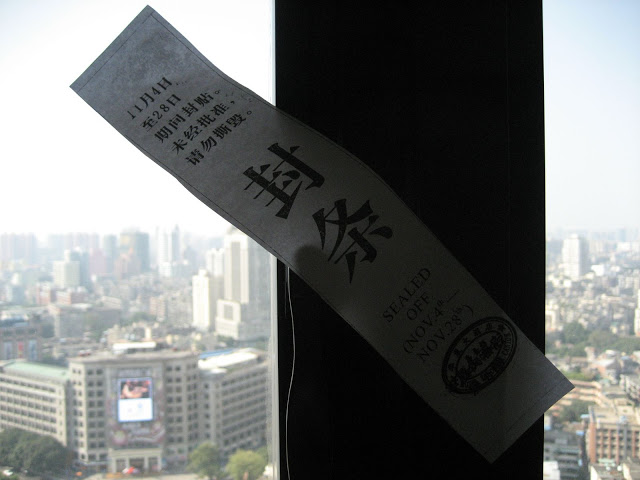 11月4日
至28日
期间封贴。
未经批准，
请勿撕毁。
封条
SEALED
OFF
(NOV.4th—
NOV.28th)